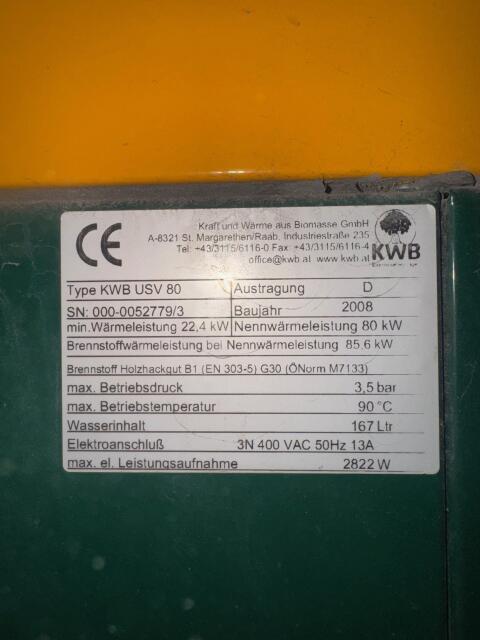 CE
Kraft und Wärme aus Biomasse GmbH
A-8321 St. Margarethen/Raab, Industriestraße 235
Tel: +43/3115/6116-0 Fax: +43/3115/6116-4
office@kwb.at www.kwb.at
KWB
Type KWB USV 80 Austragung D
SN: 000-0052779/3 Baujahr 2008
min.Wärmeleistung 22,4 kW Nennwärmeleistung 80 kW
Brennstoffwärmeleistung bei Nennwärmeleistung 85,6 kW
Brennstoff Holzhackgut B1 (EN 303-5) G30 (ÖNorm M7133)
max. Betriebsdruck 3,5 bar
max. Betriebstemperatur 90 °C
Wasserinhalt 167 Ltr
Elektroanschluß 3N 400 VAC 50Hz 13A
max. el. Leistungsaufnahme 2822 W